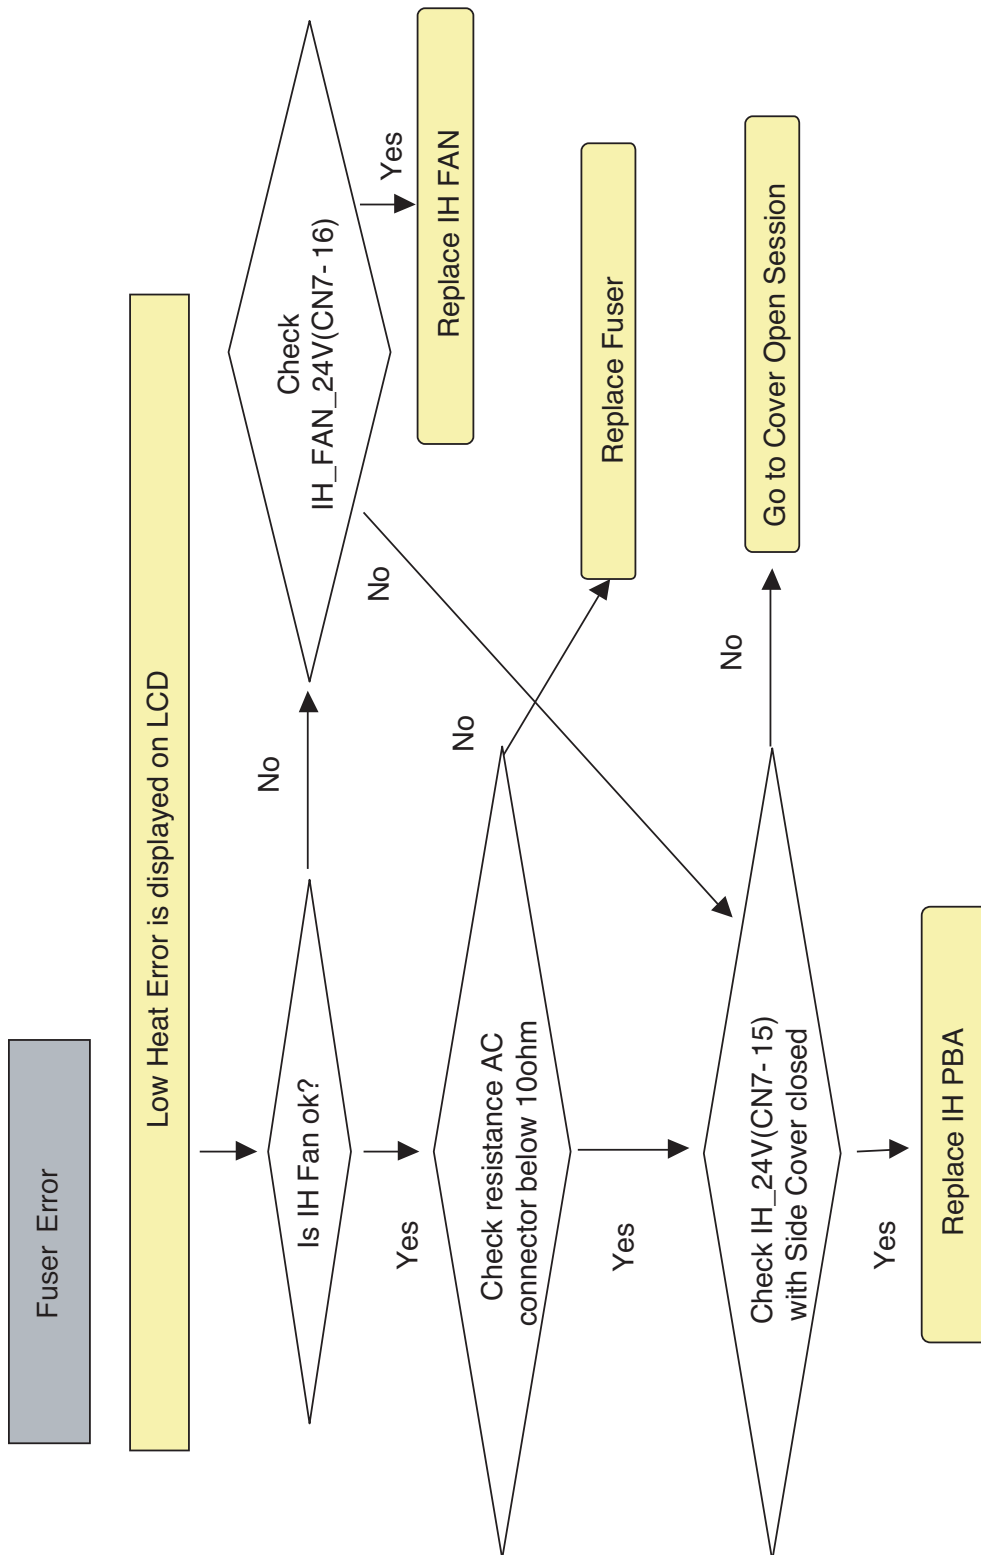 Fuser Error
Low Heat Error is displayed on LCD
Is IH Fan ok?
No
Check
IH_FAN_24V(CN7- 16)
Yes
Replace IH FAN
No
Yes
Check resistance AC
connector below 10ohm
No
Replace Fuser
Yes
Check IH_24V(CN7- 15)
with Side Cover closed
No
Go to Cover Open Session
Yes
Replace IH PBA